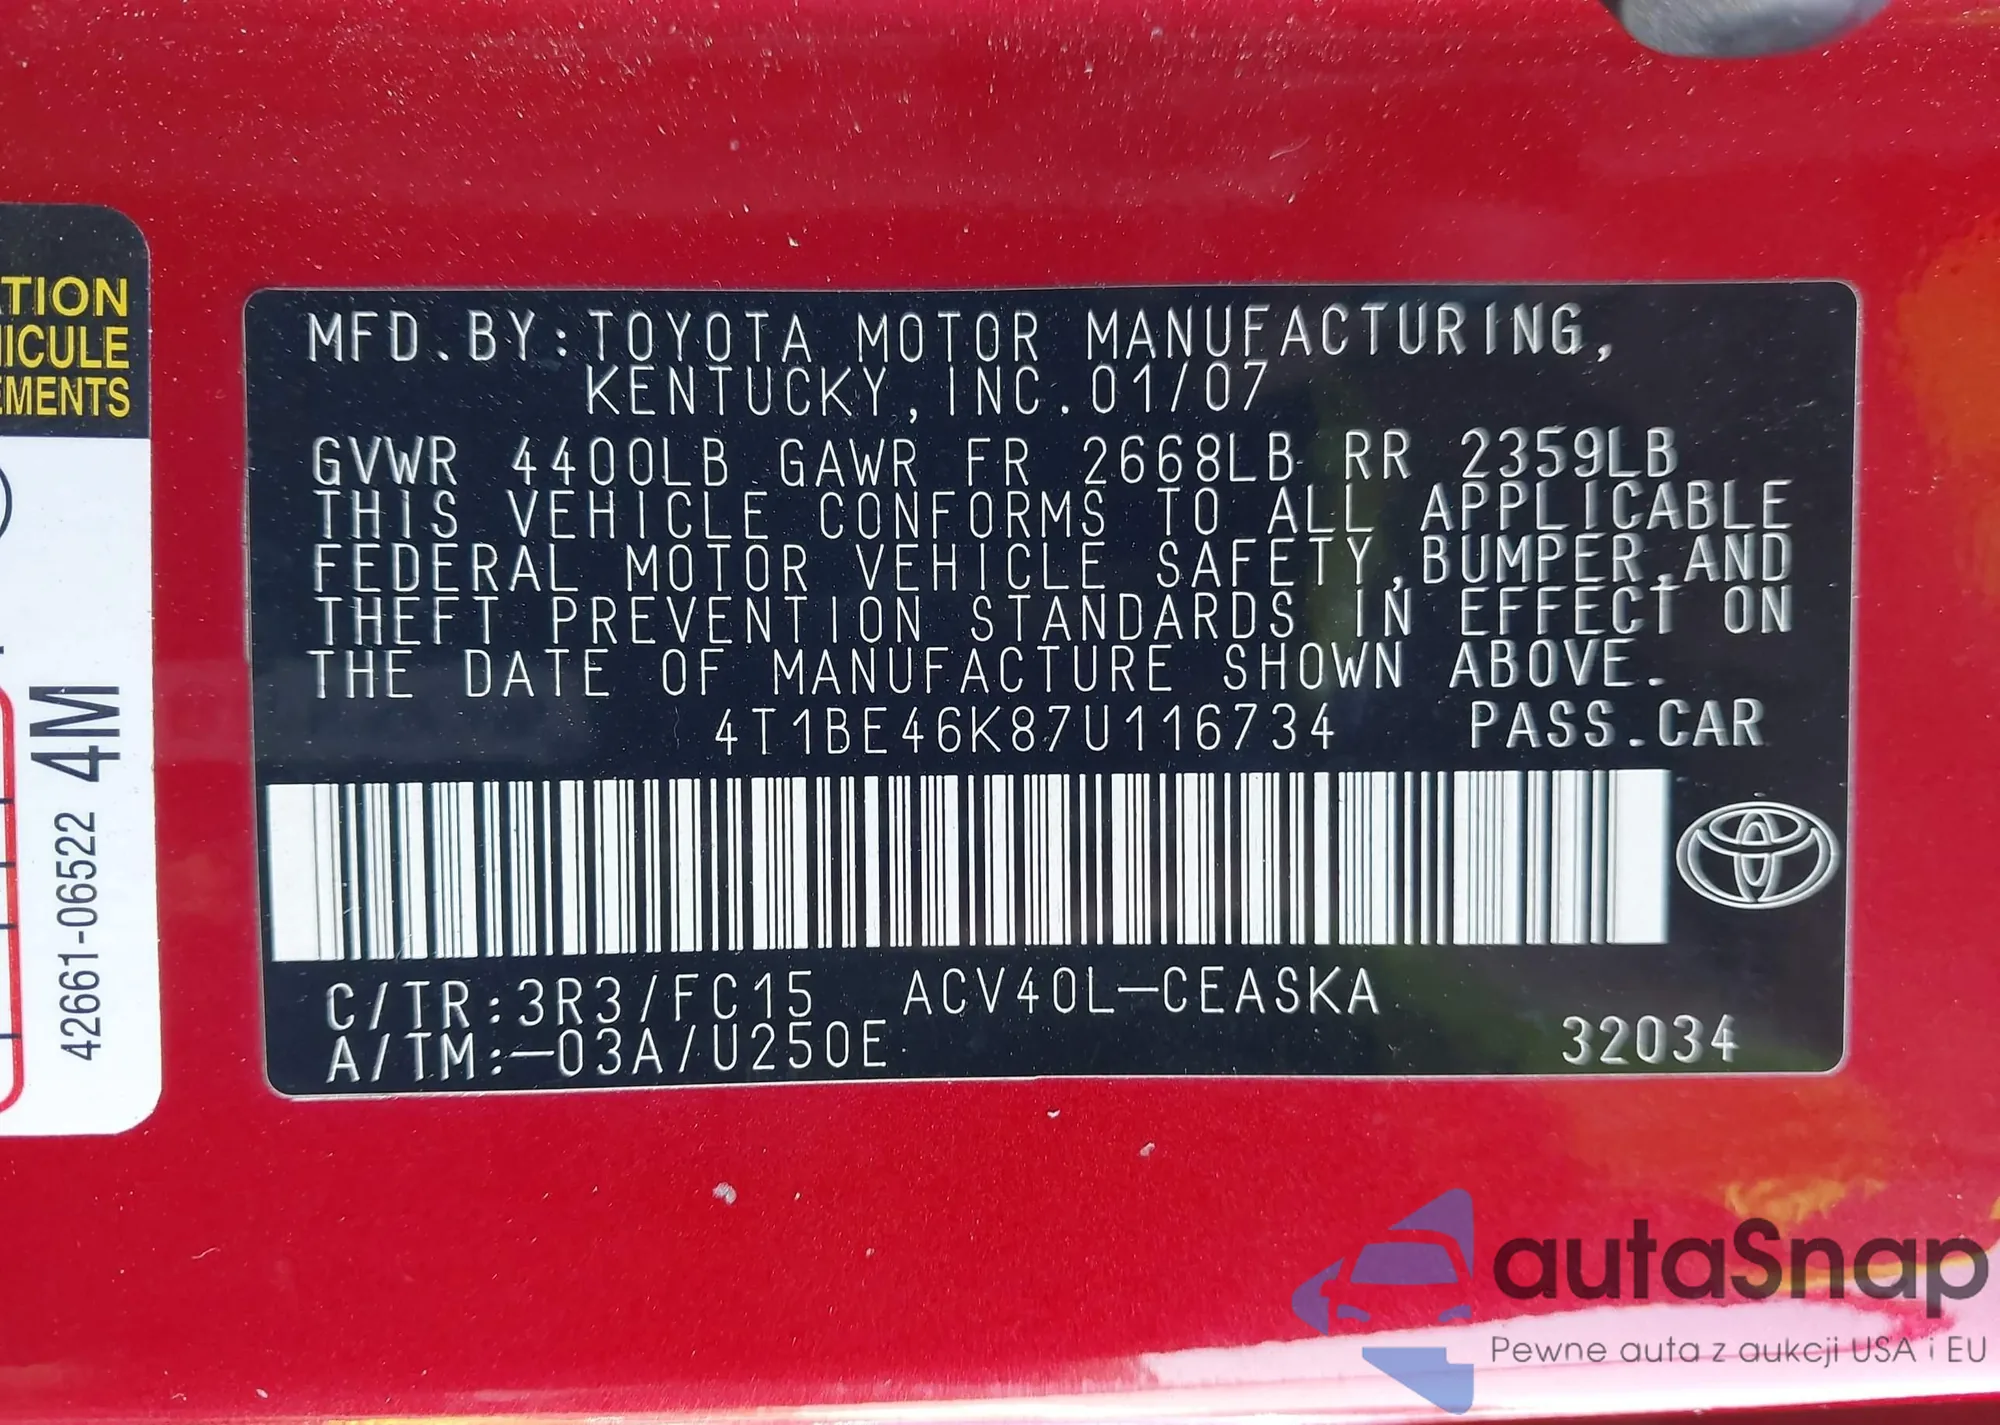 MFD.BY:TOYOTA MOTOR MANUFACTURING,
KENTUCKY,INC.01/07
GVWR 4400LB GAWR FR 2668LB RR 2359LB
THIS VEHICLE CONFORMS TO ALL APPLICABLE
FEDERAL MOTOR VEHICLE SAFETY,BUMPER,AND
THEFT PREVENTION STANDARDS IN EFFECT ON
THE DATE OF MANUFACTURE SHOWN ABOVE.
4T1BE46K87U116734 PASS.CAR
C/TR:3R3/FC15 ACV40L-CEASKA
A/TM:-03A/U250E 32034
ATION
HICULE
EMENTS
42661-06522 4M
autaSnap
Pewne auta z aukcji USA i EU